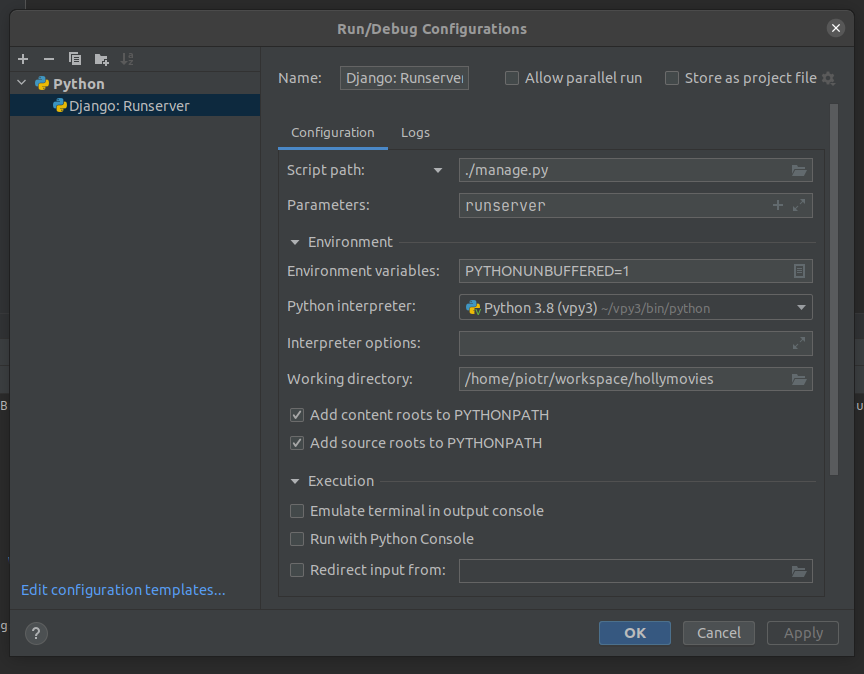 Run/Debug Configurations
Python
Django: Runserver
Name: Django: Runserver Allow parallel run Store as project file
Configuration Logs
Script path: ./manage.py
Parameters: runserver
Environment
Environment variables: PYTHONUNBUFFERED=1
Python interpreter: Python 3.8 (vpy3) ~/vpy3/bin/python
Interpreter options:
Working directory: /home/piotr/workspace/hollymovies
Add content roots to PYTHONPATH
Add source roots to PYTHONPATH
Execution
Emulate terminal in output console
Run with Python Console
Redirect input from:
Edit configuration templates...
? OK Cancel Apply
B
u
g